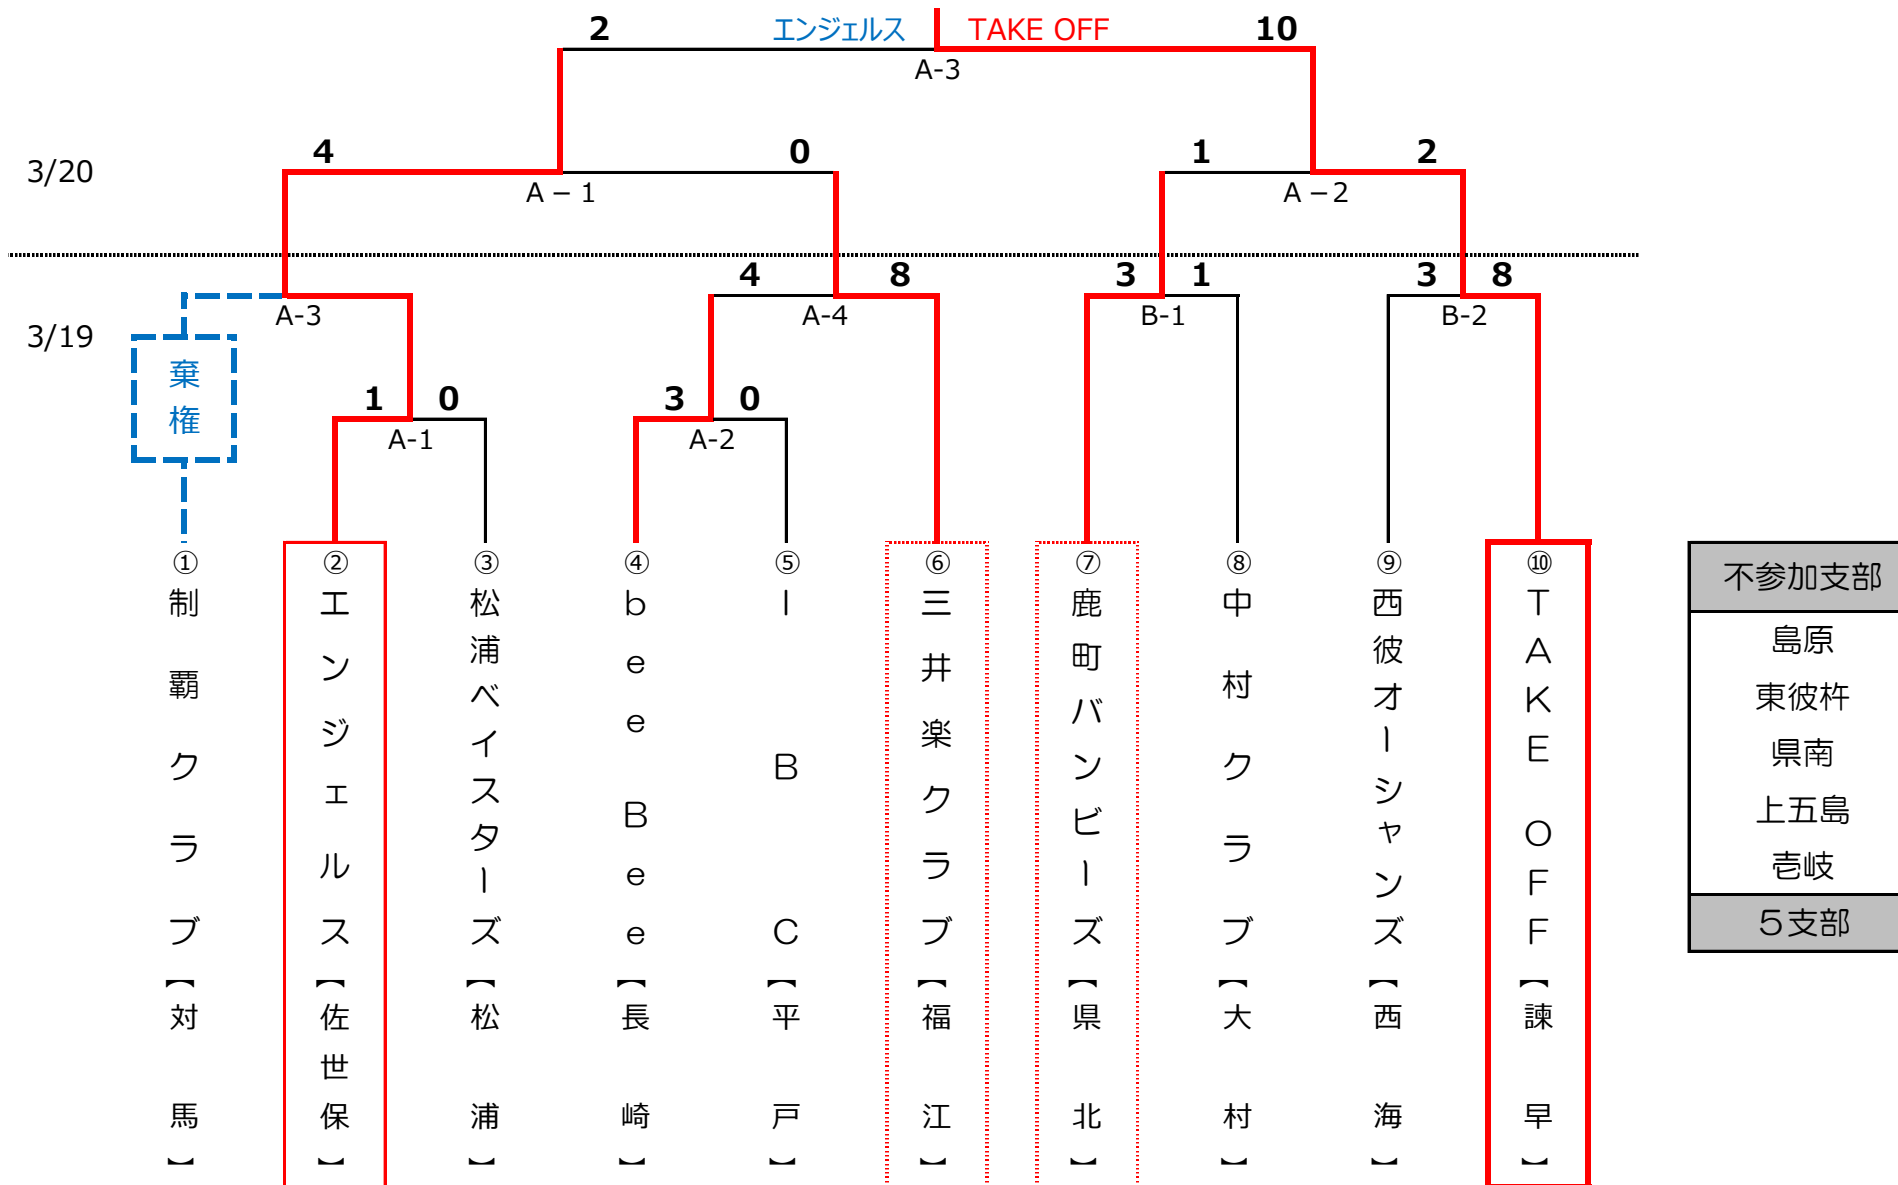 2 エンジェルス TAKE OFF 10
A-3
3/20
4 0 1 2
A－1 A－2
4 8 3 1 3 8
A-3 A-4 B-1 B-2
3/19
棄権
1 0 3 0
A-1 A-2
①制覇クラブ【対馬】
②エンジェルス【佐世保】
③松浦ベイスターズ【松浦】
④bee Bee【長崎】
⑤IBC【平戸】
⑥三井楽クラブ【福江】
⑦鹿町バンビーズ【県北】
⑧中村クラブ【大村】
⑨西彼オーシャンズ【西海】
⑩TAKE OFF【諫早】
不参加支部
島原
東彼杵
県南
上五島
壱岐
5支部